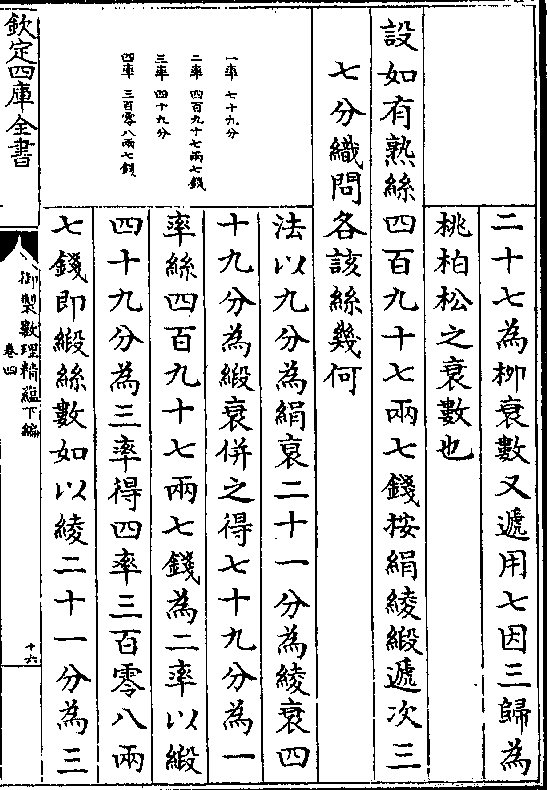 二十七為栁衰數又遞用七因三歸為
桃柏松之衰數也
設如有熟絲四百九十七兩七錢按絹綾緞遞次三
七分織問各該絲幾何
法以九分為絹衰二十一分為綾衰四
十九分為緞衰併之得七十九分為一
率絲四百九十七兩七錢為二率以緞
四十九分為三率得四率三百零八兩
七錢即緞絲數如以綾二十一分為三
一率 七十九分
二率 四百九十七兩七錢
三率 四十九分
四率 三百零八兩七錢
欽定四庫全書
御製數理精蘊下編
卷四
十六